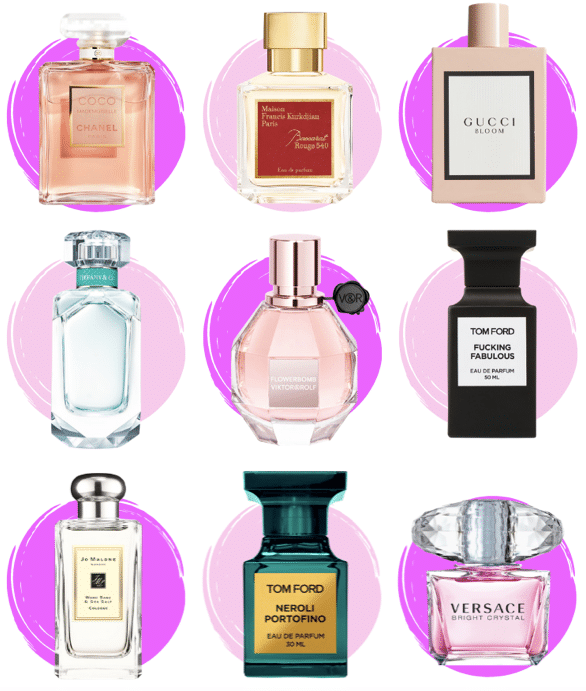 COCO
MADEMOISELLE
CHANEL
PARIS
Maison
Francis Kurkdjian
Paris
Baccarat
Rouge 540
Eau de parfum
GUCCI
BLOOM
TIFFANY & CO.
V&R
FLOWERBOMB
VIKTOR&ROLF
TOM FORD
FUCKING
FABULOUS
EAU DE PARFUM
50 ML
JO MALONE
LONDON
WOOD SAGE
& SEA SALT
COLOGNE
TOM FORD
NEROLI
PORTOFINO
EAU DE PARFUM
30 ML
VERSACE
BRIGHT CRYSTAL